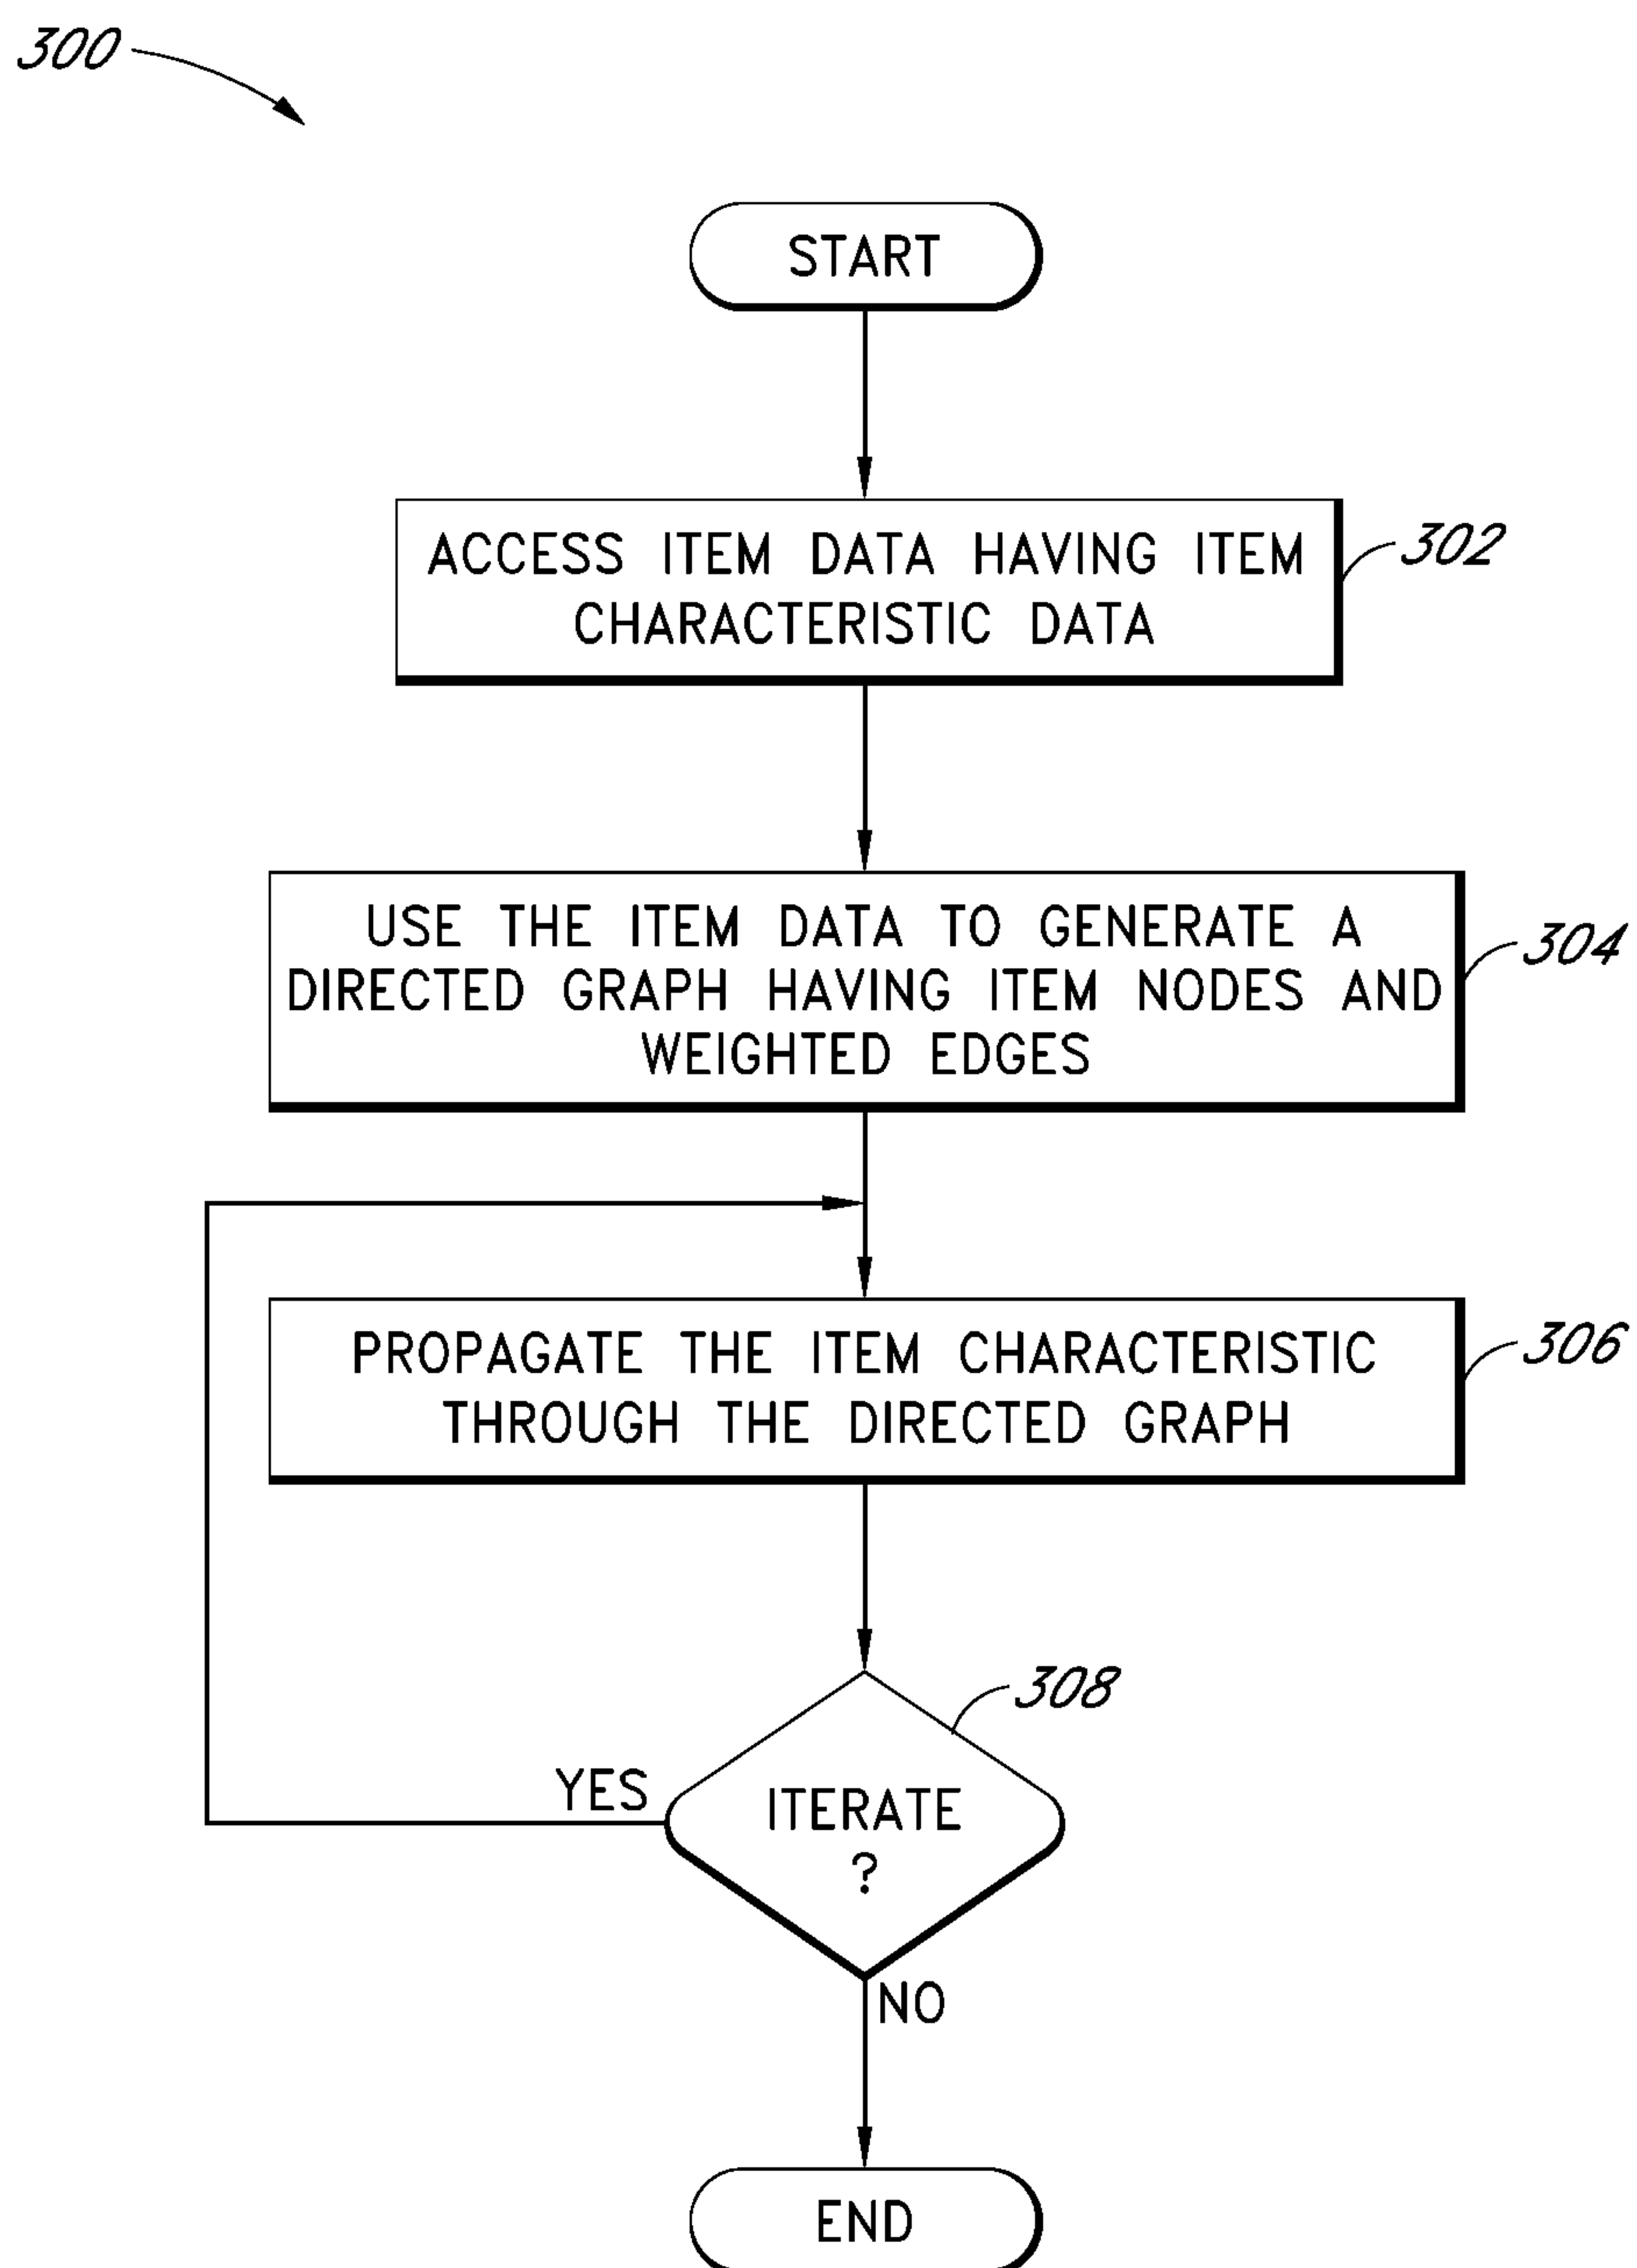 300
START
ACCESS ITEM DATA HAVING ITEM
CHARACTERISTIC DATA
302
USE THE ITEM DATA TO GENERATE A
DIRECTED GRAPH HAVING ITEM NODES AND
WEIGHTED EDGES
304
PROPAGATE THE ITEM CHARACTERISTIC
THROUGH THE DIRECTED GRAPH
306
308
YES
ITERATE
?
NO
END